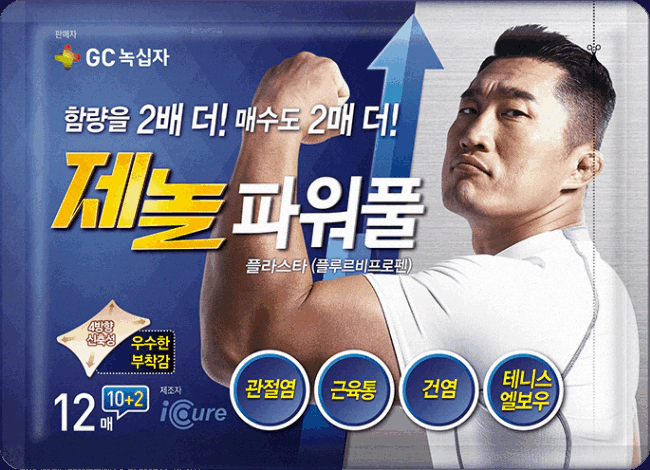 판매자
GC녹십자
함량을 2배 더! 매수도 2매 더!
제놀 파워풀
플라스타 (플루르비프로펜)
4방향
신축성
우수한
부착감
12매
10+2
제조자
iCure
관절염
근육통
건염
테니스
엘보우